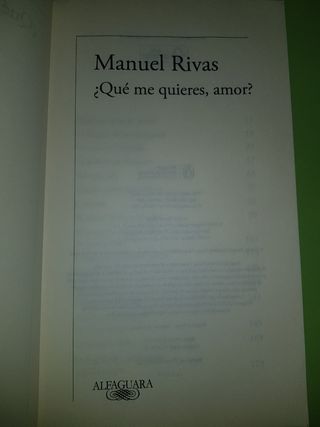 Manuel Rivas
¿Qué me quieres, amor?
ALFAGUARA